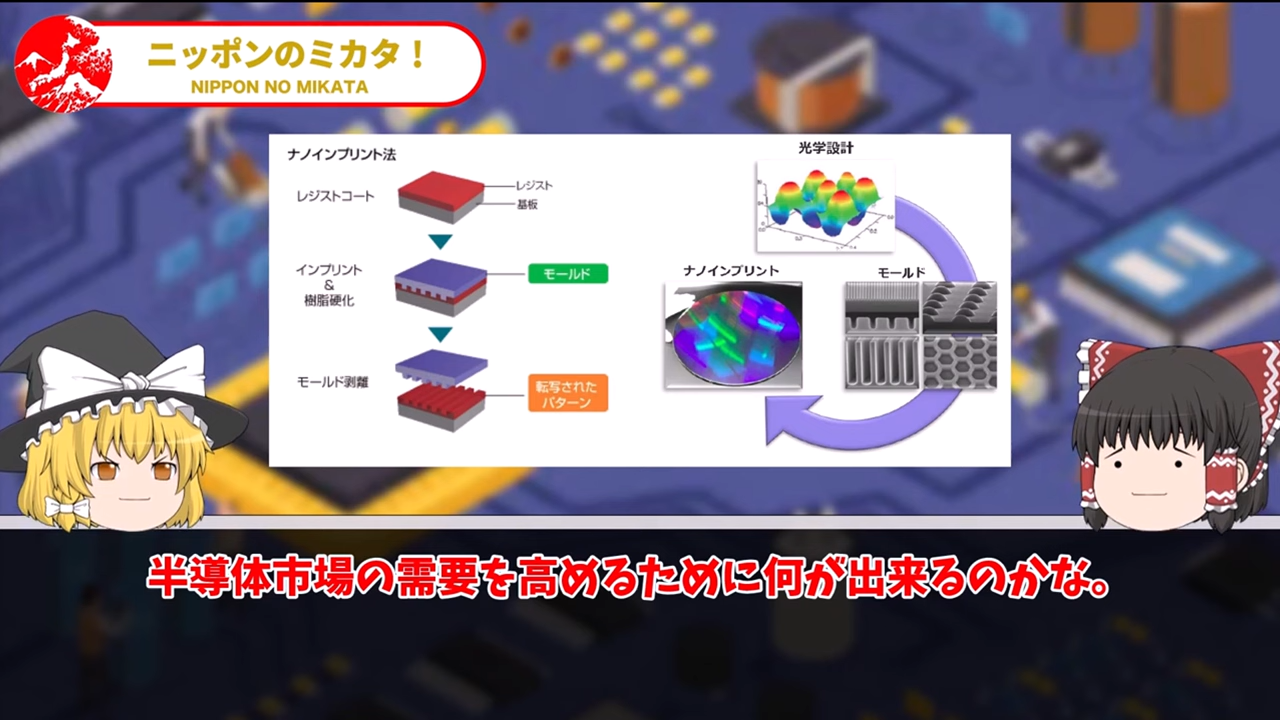 ニッポンのミカタ！
NIPPON NO MIKATA
ナノインプリント法
レジストコート
レジスト
基板
インプリント
&
樹脂硬化
モールド
モールド剥離
転写された
パターン
光学設計
ナノインプリント
モールド
半導体市場の需要を高めるために何が出来るのかな。